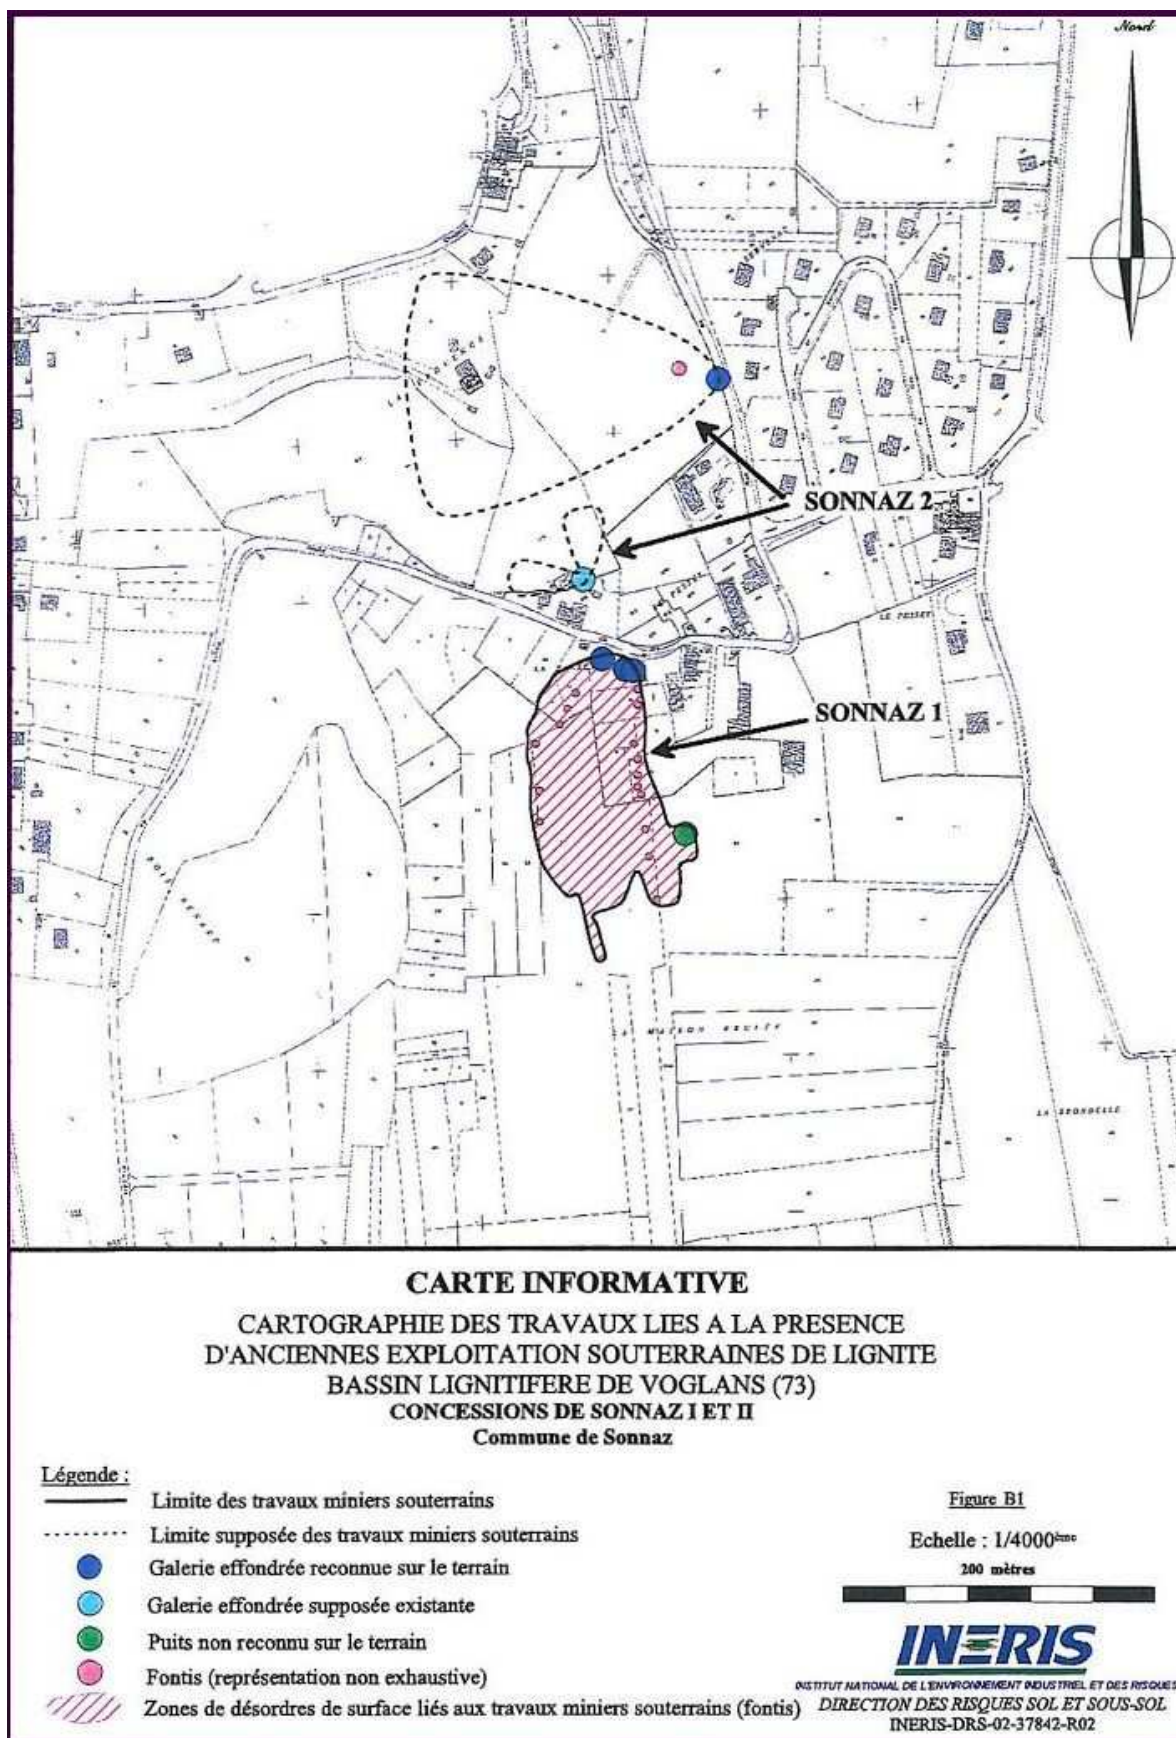 Nord
SONNAZ 2
LE PESSET
SONNAZ 1
CARTE INFORMATIVE
CARTOGRAPHIE DES TRAVAUX LIES A LA PRESENCE
D'ANCIENNES EXPLOITATION SOUTERRAINES DE LIGNITE
BASSIN LIGNITIFERE DE VOGLANS (73)
CONCESSIONS DE SONNAZ I ET II
Commune de Sonnaz
Légende :
Limite des travaux miniers souterrains
Limite supposée des travaux miniers souterrains
Galerie effondrée reconnue sur le terrain
Galerie effondrée supposée existante
Puits non reconnu sur le terrain
Fontis (représentation non exhaustive)
Zones de désordres de surface liés aux travaux miniers souterrains (fontis)
Figure B1
Echelle : 1/4000ème
200 mètres
INERIS
INSTITUT NATIONAL DE L'ENVIRONNEMENT INDUSTRIEL ET DES RISQUES
DIRECTION DES RISQUES SOL ET SOUS-SOL
INERIS-DRS-02-37842-R02